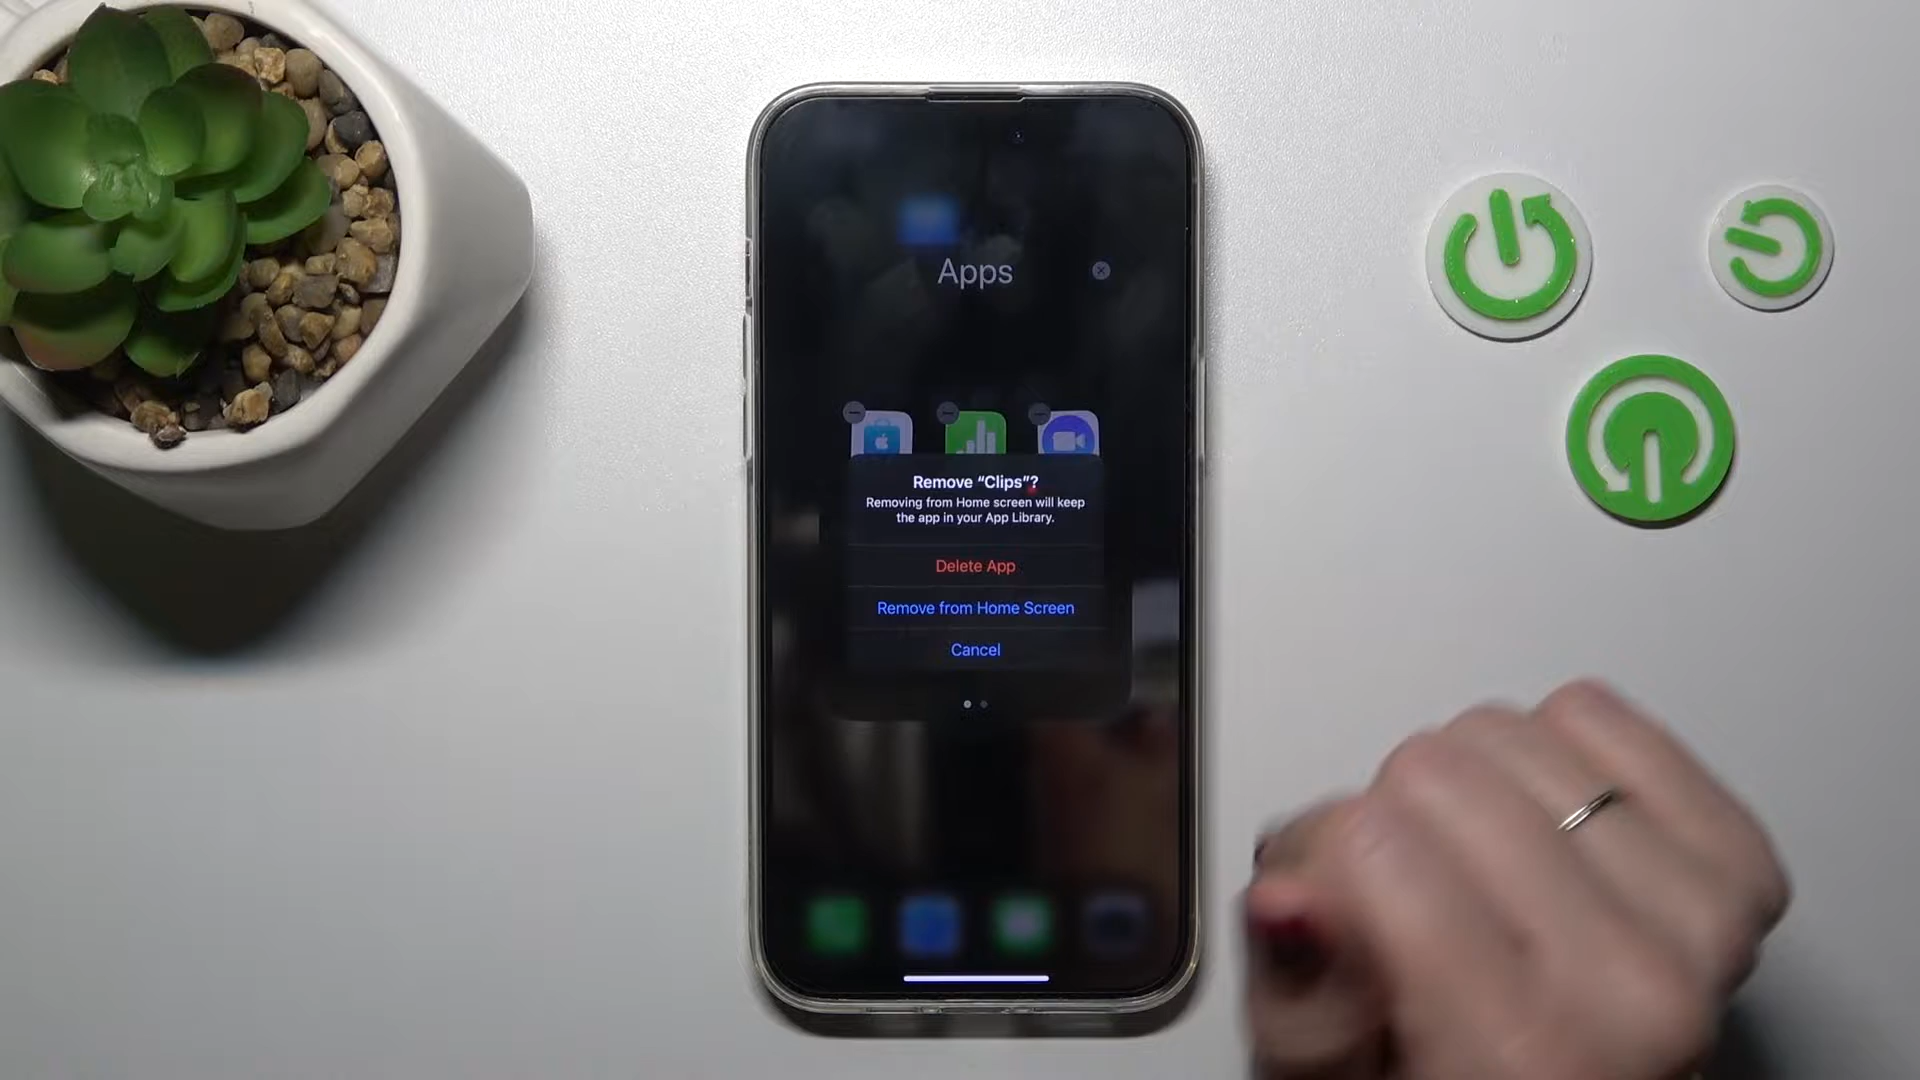 Apps
Remove “Clips”?
Removing from Home screen will keep
the app in your App Library.
Delete App
Remove from Home Screen
Cancel